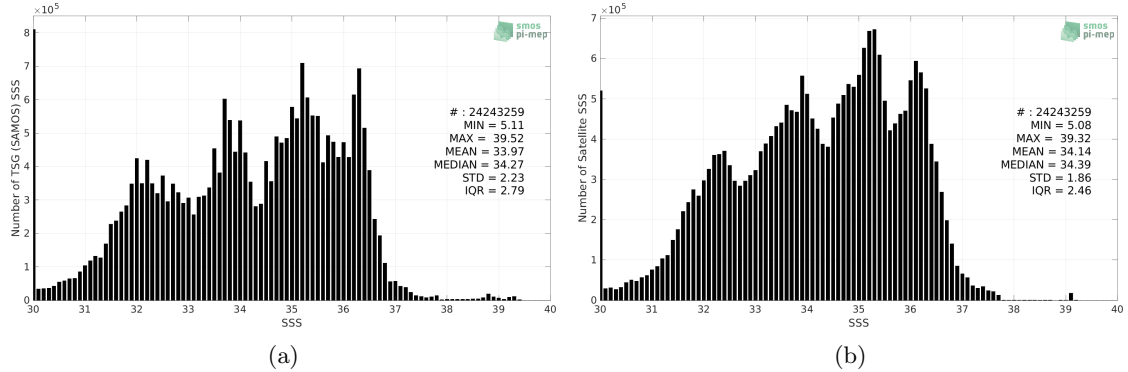 ×10⁵
smos
pi-mep
8
7
6
5
4
3
2
1
0
Number of TSG (SAMOS) SSS
# : 24243259
MIN = 5.11
MAX = 39.52
MEAN = 33.97
MEDIAN = 34.27
STD = 2.23
IQR = 2.79
30 31 32 33 34 35 36 37 38 39 40
SSS
(a)
×10⁵
smos
pi-mep
7
6
5
4
3
2
1
0
Number of Satellite SSS
# : 24243259
MIN = 5.08
MAX = 39.32
MEAN = 34.14
MEDIAN = 34.39
STD = 1.86
IQR = 2.46
30 31 32 33 34 35 36 37 38 39 40
SSS
(b)